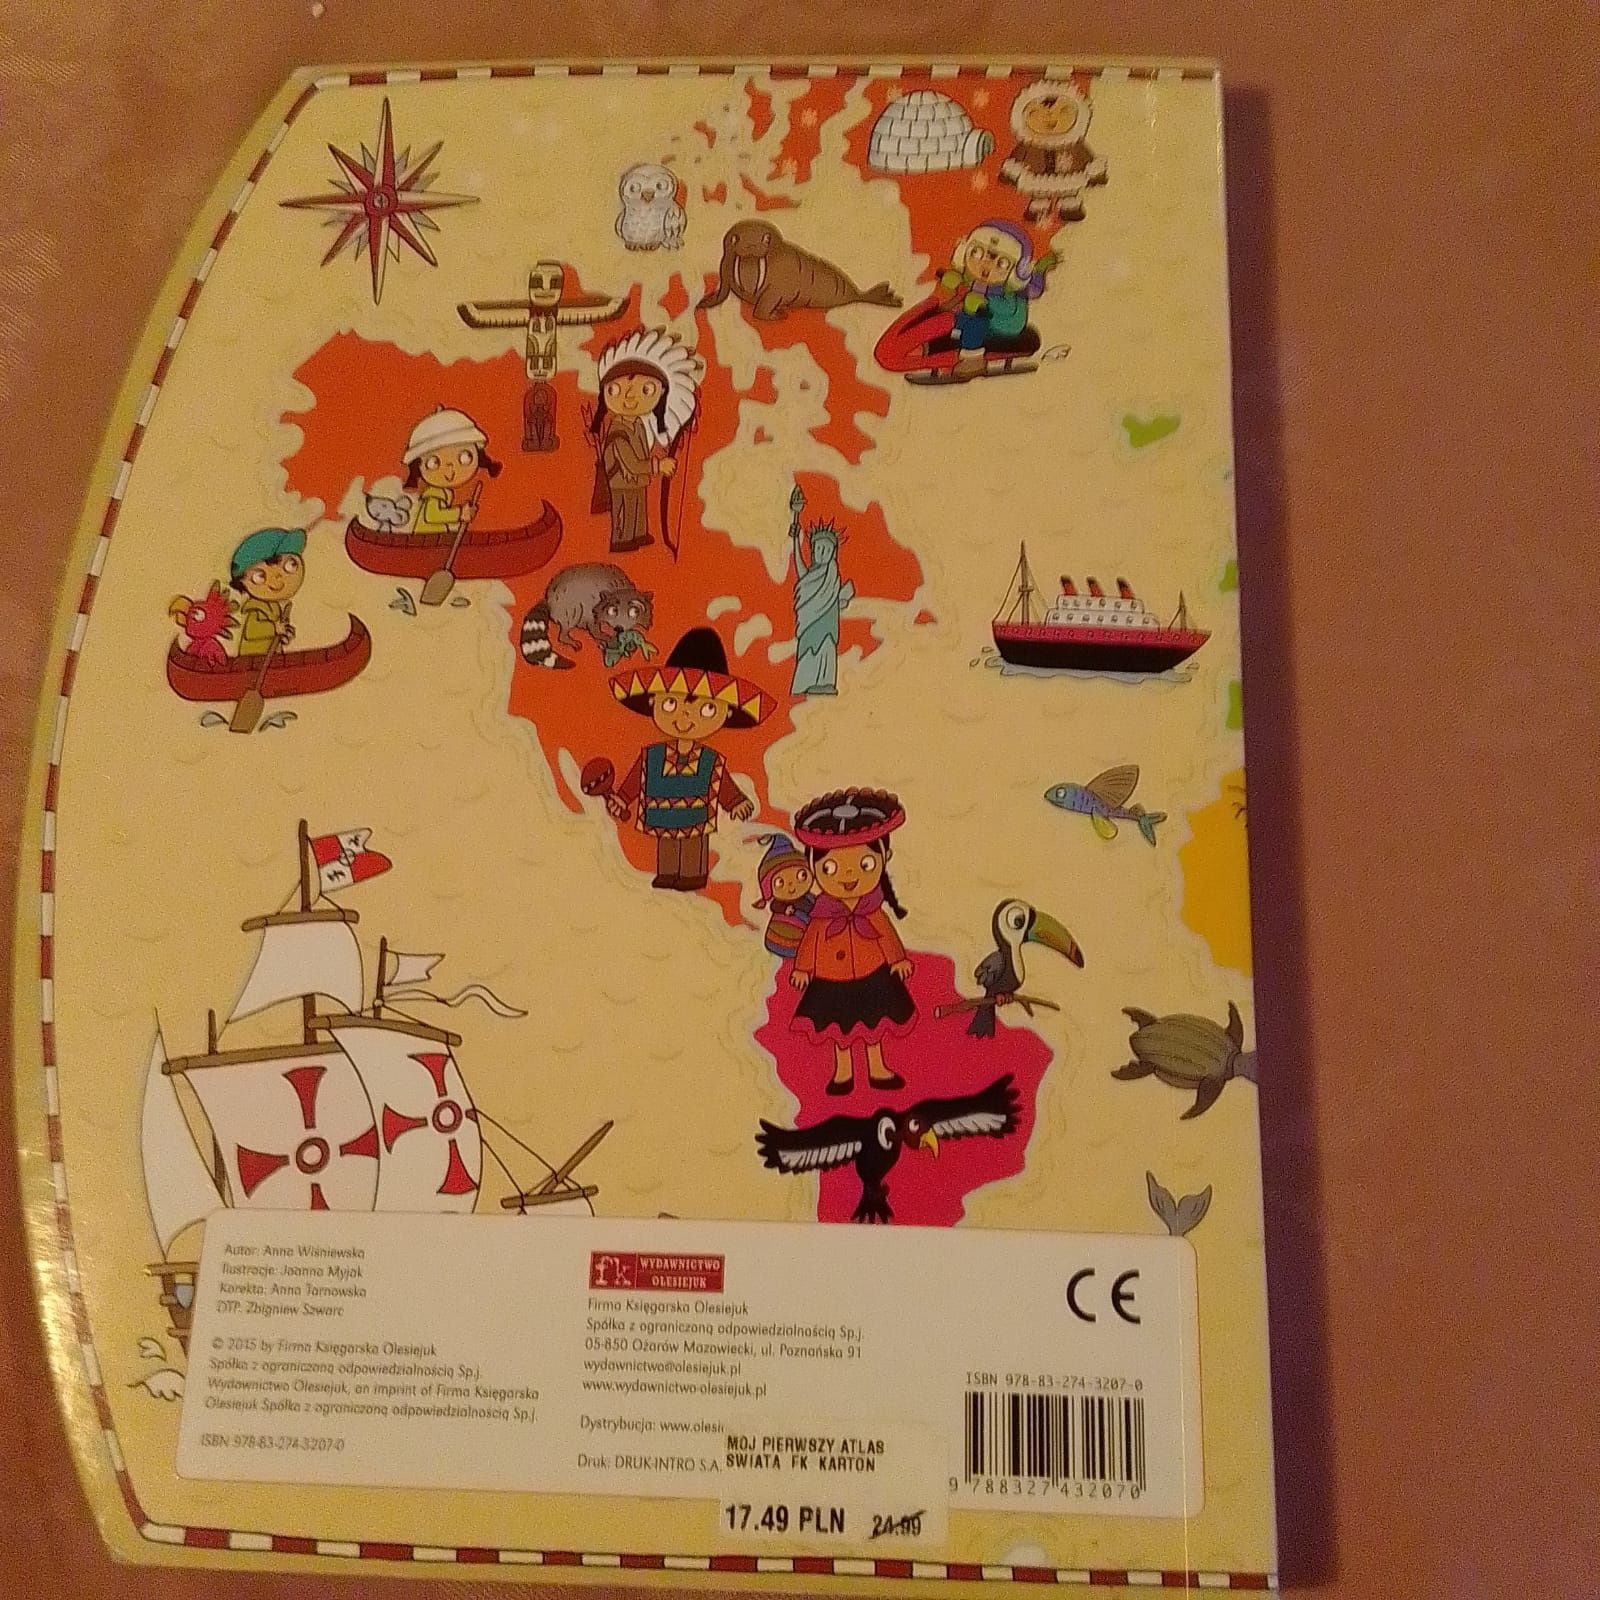 Autor: Anna Wiśniewska
Ilustracje: Joanna Myjak
Korekta: Anna Tarnowska
DTP: Zbigniew Szwarc
© 2015 by Firma Księgarska Olesiejuk
Spółka z ograniczoną odpowiedzialnością Sp.j.
Wydawnictwo Olesiejuk, an imprint of Firma Księgarska
Olesiejuk Spółka z ograniczoną odpowiedzialnością Sp.j.
ISBN 978-83-274-3207-0
fk WYDAWNICTWO
OLESIEJUK
Firma Księgarska Olesiejuk
Spółka z ograniczoną odpowiedzialnością Sp.j.
05-850 Ożarów Mazowiecki, ul. Poznańska 91
wydawnictwo@olesiejuk.pl
www.wydawnictwo-olesiejuk.pl
Dystrybucja: www.olesi
Druk: DRUK-INTRO S.A.
MOJ PIERWSZY ATLAS
SWIATA FK KARTON
17.49 PLN 24.99
CE
ISBN 978-83-274-3207-0
9 788327 432070